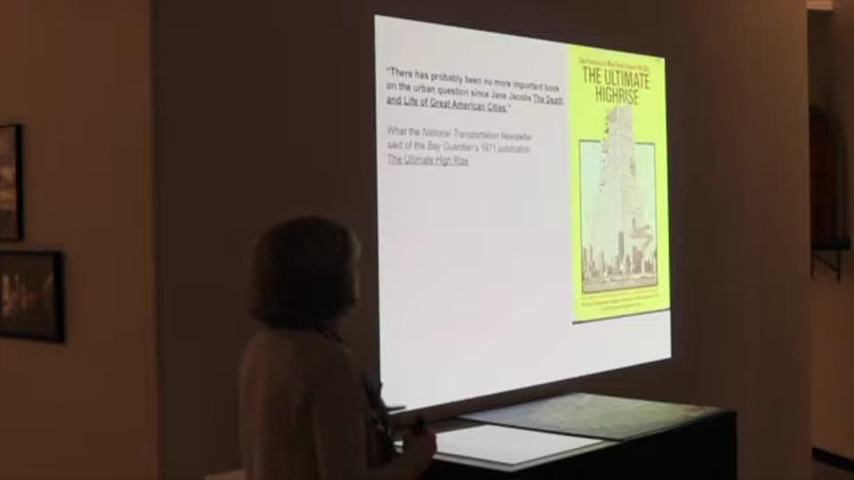 "There has probably been no more important book
on the urban question since Jane Jacobs The Death
and Life of Great American Cities."
What the National Transportation Newsletter
said of the Bay Guardian's 1971 publication
The Ultimate High Rise
THE ULTIMATE
HIGHRISE